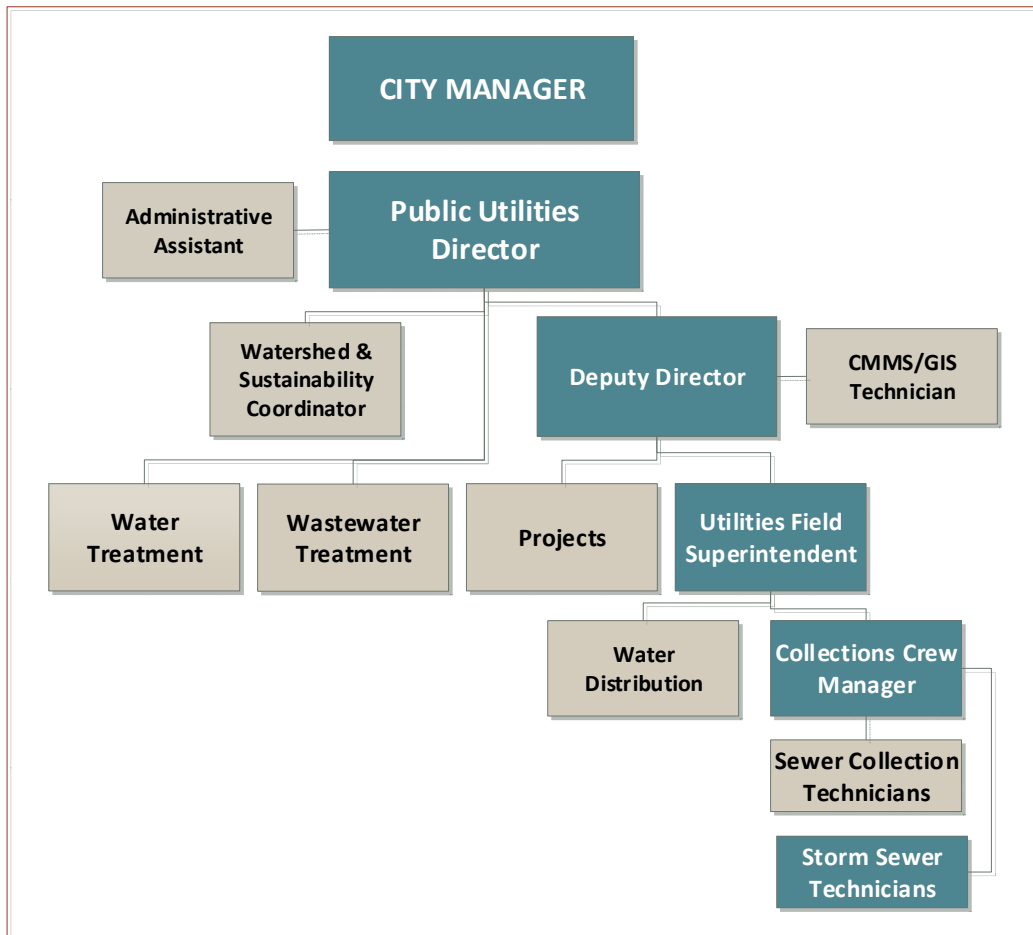 CITY MANAGER
Public Utilities
Director
Administrative
Assistant
Watershed &
Sustainability
Coordinator
Deputy Director
CMMS/GIS
Technician
Water
Treatment
Wastewater
Treatment
Projects
Utilities Field
Superintendent
Water
Distribution
Collections Crew
Manager
Sewer Collection
Technicians
Storm Sewer
Technicians